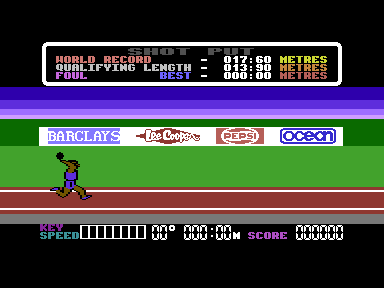 SHOT PUT
WORLD RECORD - 017:60 METRES
QUALIFYING LENGTH - 013:90 METRES
FOUL BEST - 000:00 METRES
BARCLAYS Lee Cooper PEPSI ocean
KEY
SPEED 00° 000:00M SCORE 000000